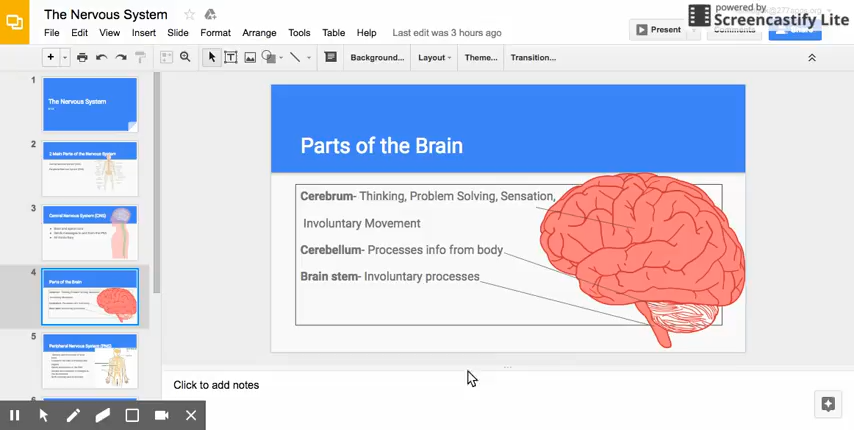 The Nervous System
powered by
Screencastify Lite
File Edit View Insert Slide Format Arrange Tools Table Help Last edit was 3 hours ago
Present
Comments
Share
Background... Layout Theme... Transition...
1
The Nervous System
2
2 Main Parts of the Nervous System
3
Central Nervous System (CNS)
4
Parts of the Brain
5
Peripheral Nervous System (PNS)
6
Parts of the Brain
Cerebrum- Thinking, Problem Solving, Sensation,
Involuntary Movement
Cerebellum- Processes info from body
Brain stem- Involuntary processes
Click to add notes